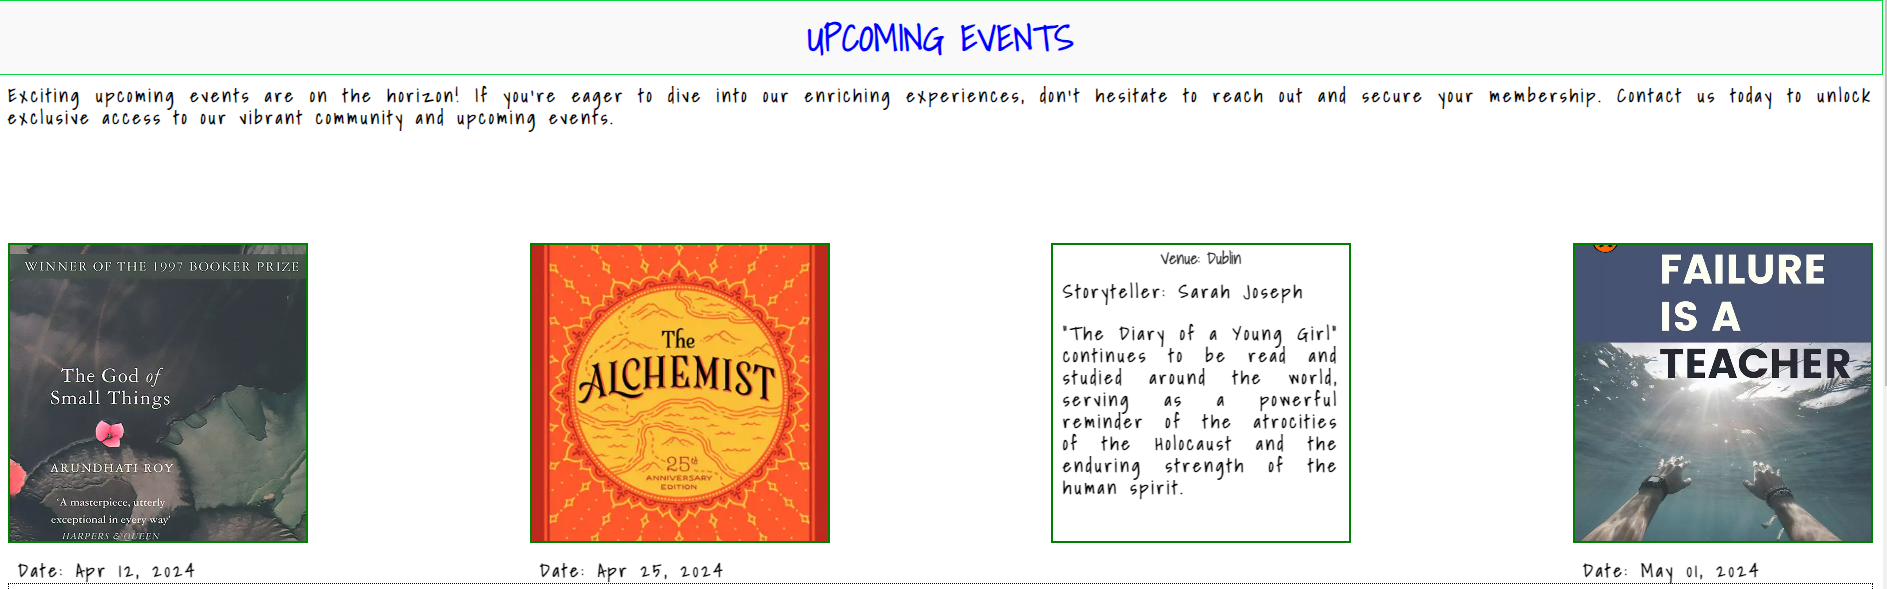 UPCOMING EVENTS
Exciting upcoming events are on the horizon! If you're eager to dive into our enriching experiences, don't hesitate to reach out and secure your membership. Contact us today to unlock
exclusive access to our vibrant community and upcoming events.
WINNER OF THE 1997 BOOKER PRIZE
The God of
Small Things
ARUNDHATI ROY
'A masterpiece, utterly
exceptional in every way'
HARPERS & QUEEN
Date: Apr 12, 2024
The
ALCHEMIST
25th
ANNIVERSARY
EDITION
Date: Apr 25, 2024
Venue: Dublin
Storyteller: Sarah Joseph
"The Diary of a Young Girl"
continues to be read and
studied around the world,
serving as a powerful
reminder of the atrocities
of the Holocaust and the
enduring strength of the
human spirit.
FAILURE
IS A
TEACHER
Date: May 01, 2024